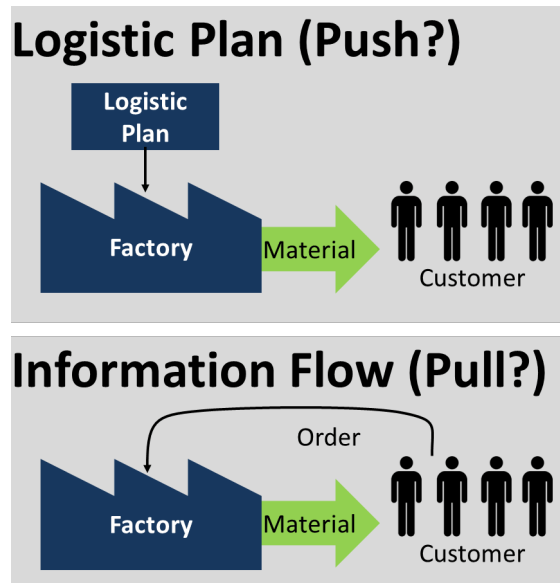 Logistic Plan (Push?)
Logistic
Plan
Factory
Material
Customer
Information Flow (Pull?)
Order
Factory
Material
Customer